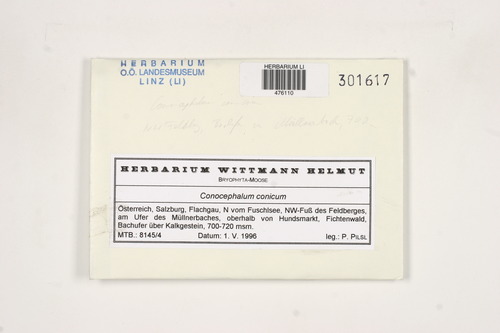 HERBARIUM
O.Ö. LANDESMUSEUM
LINZ (LI)
HERBARIUM LI
476110
301617
HERBARIUM WITTMANN HELMUT
BRYOPHYTA-MOOSE
Conocephalum conicum
Österreich, Salzburg, Flachgau, N vom Fuschlsee, NW-Fuß des Feldberges,
am Ufer des Müllnerbaches, oberhalb von Hundsmarkt, Fichtenwald,
Bachufer über Kalkgestein, 700-720 msm.
MTB.: 8145/4 Datum: 1. V. 1996 leg.: P. PILSL